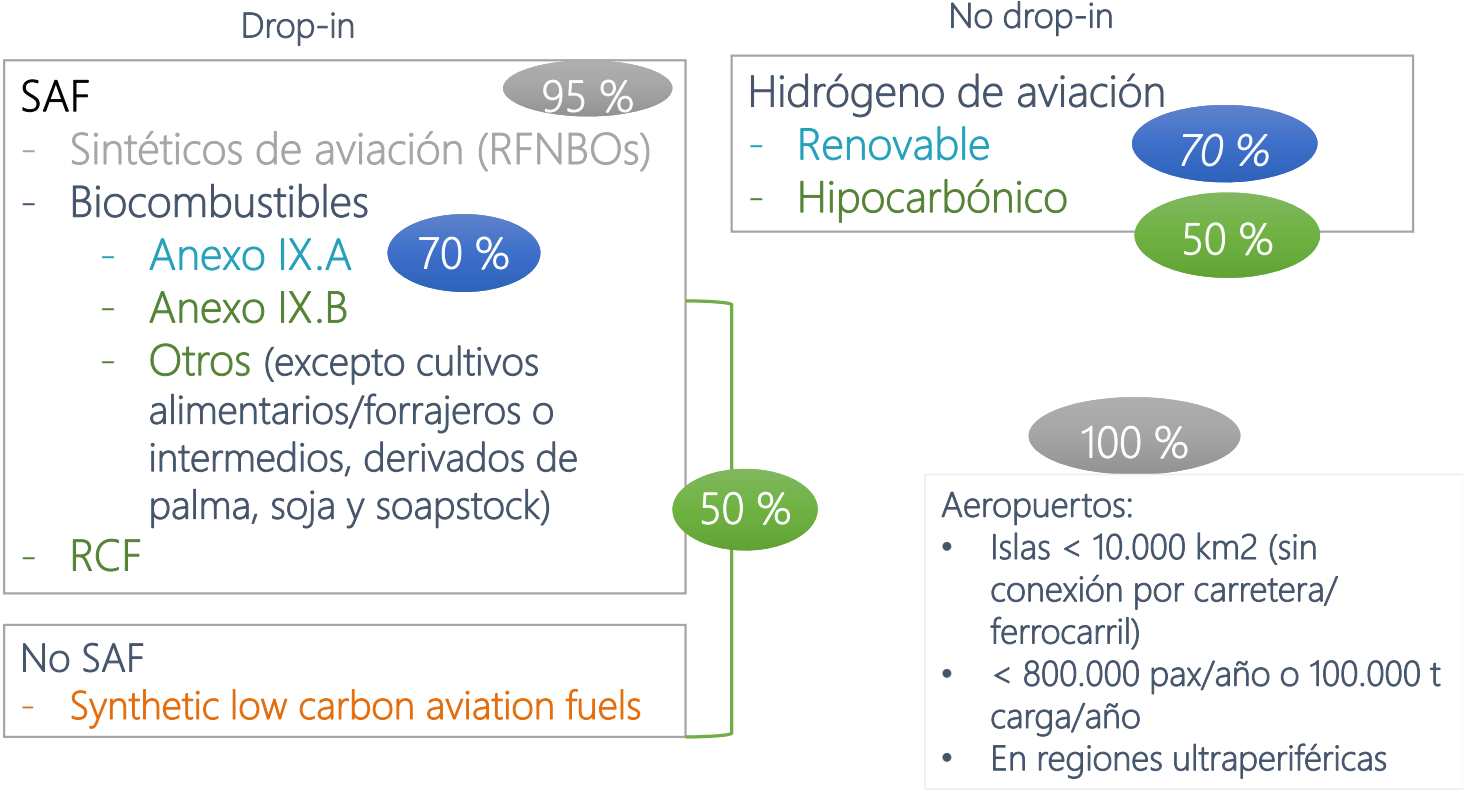 Drop-in
SAF
95 %
- Sintéticos de aviación (RFNBOs)
- Biocombustibles
- Anexo IX.A
70 %
- Anexo IX.B
- Otros (excepto cultivos
alimentarios/forrajeros o
intermedios, derivados de
palma, soja y soapstock)
- RCF
50 %
No SAF
- Synthetic low carbon aviation fuels
No drop-in
Hidrógeno de aviación
- Renovable
70 %
- Hipocarbónico
50 %
100 %
Aeropuertos:
• Islas < 10.000 km2 (sin
conexión por carretera/
ferrocarril)
• < 800.000 pax/año o 100.000 t
carga/año
• En regiones ultraperiféricas